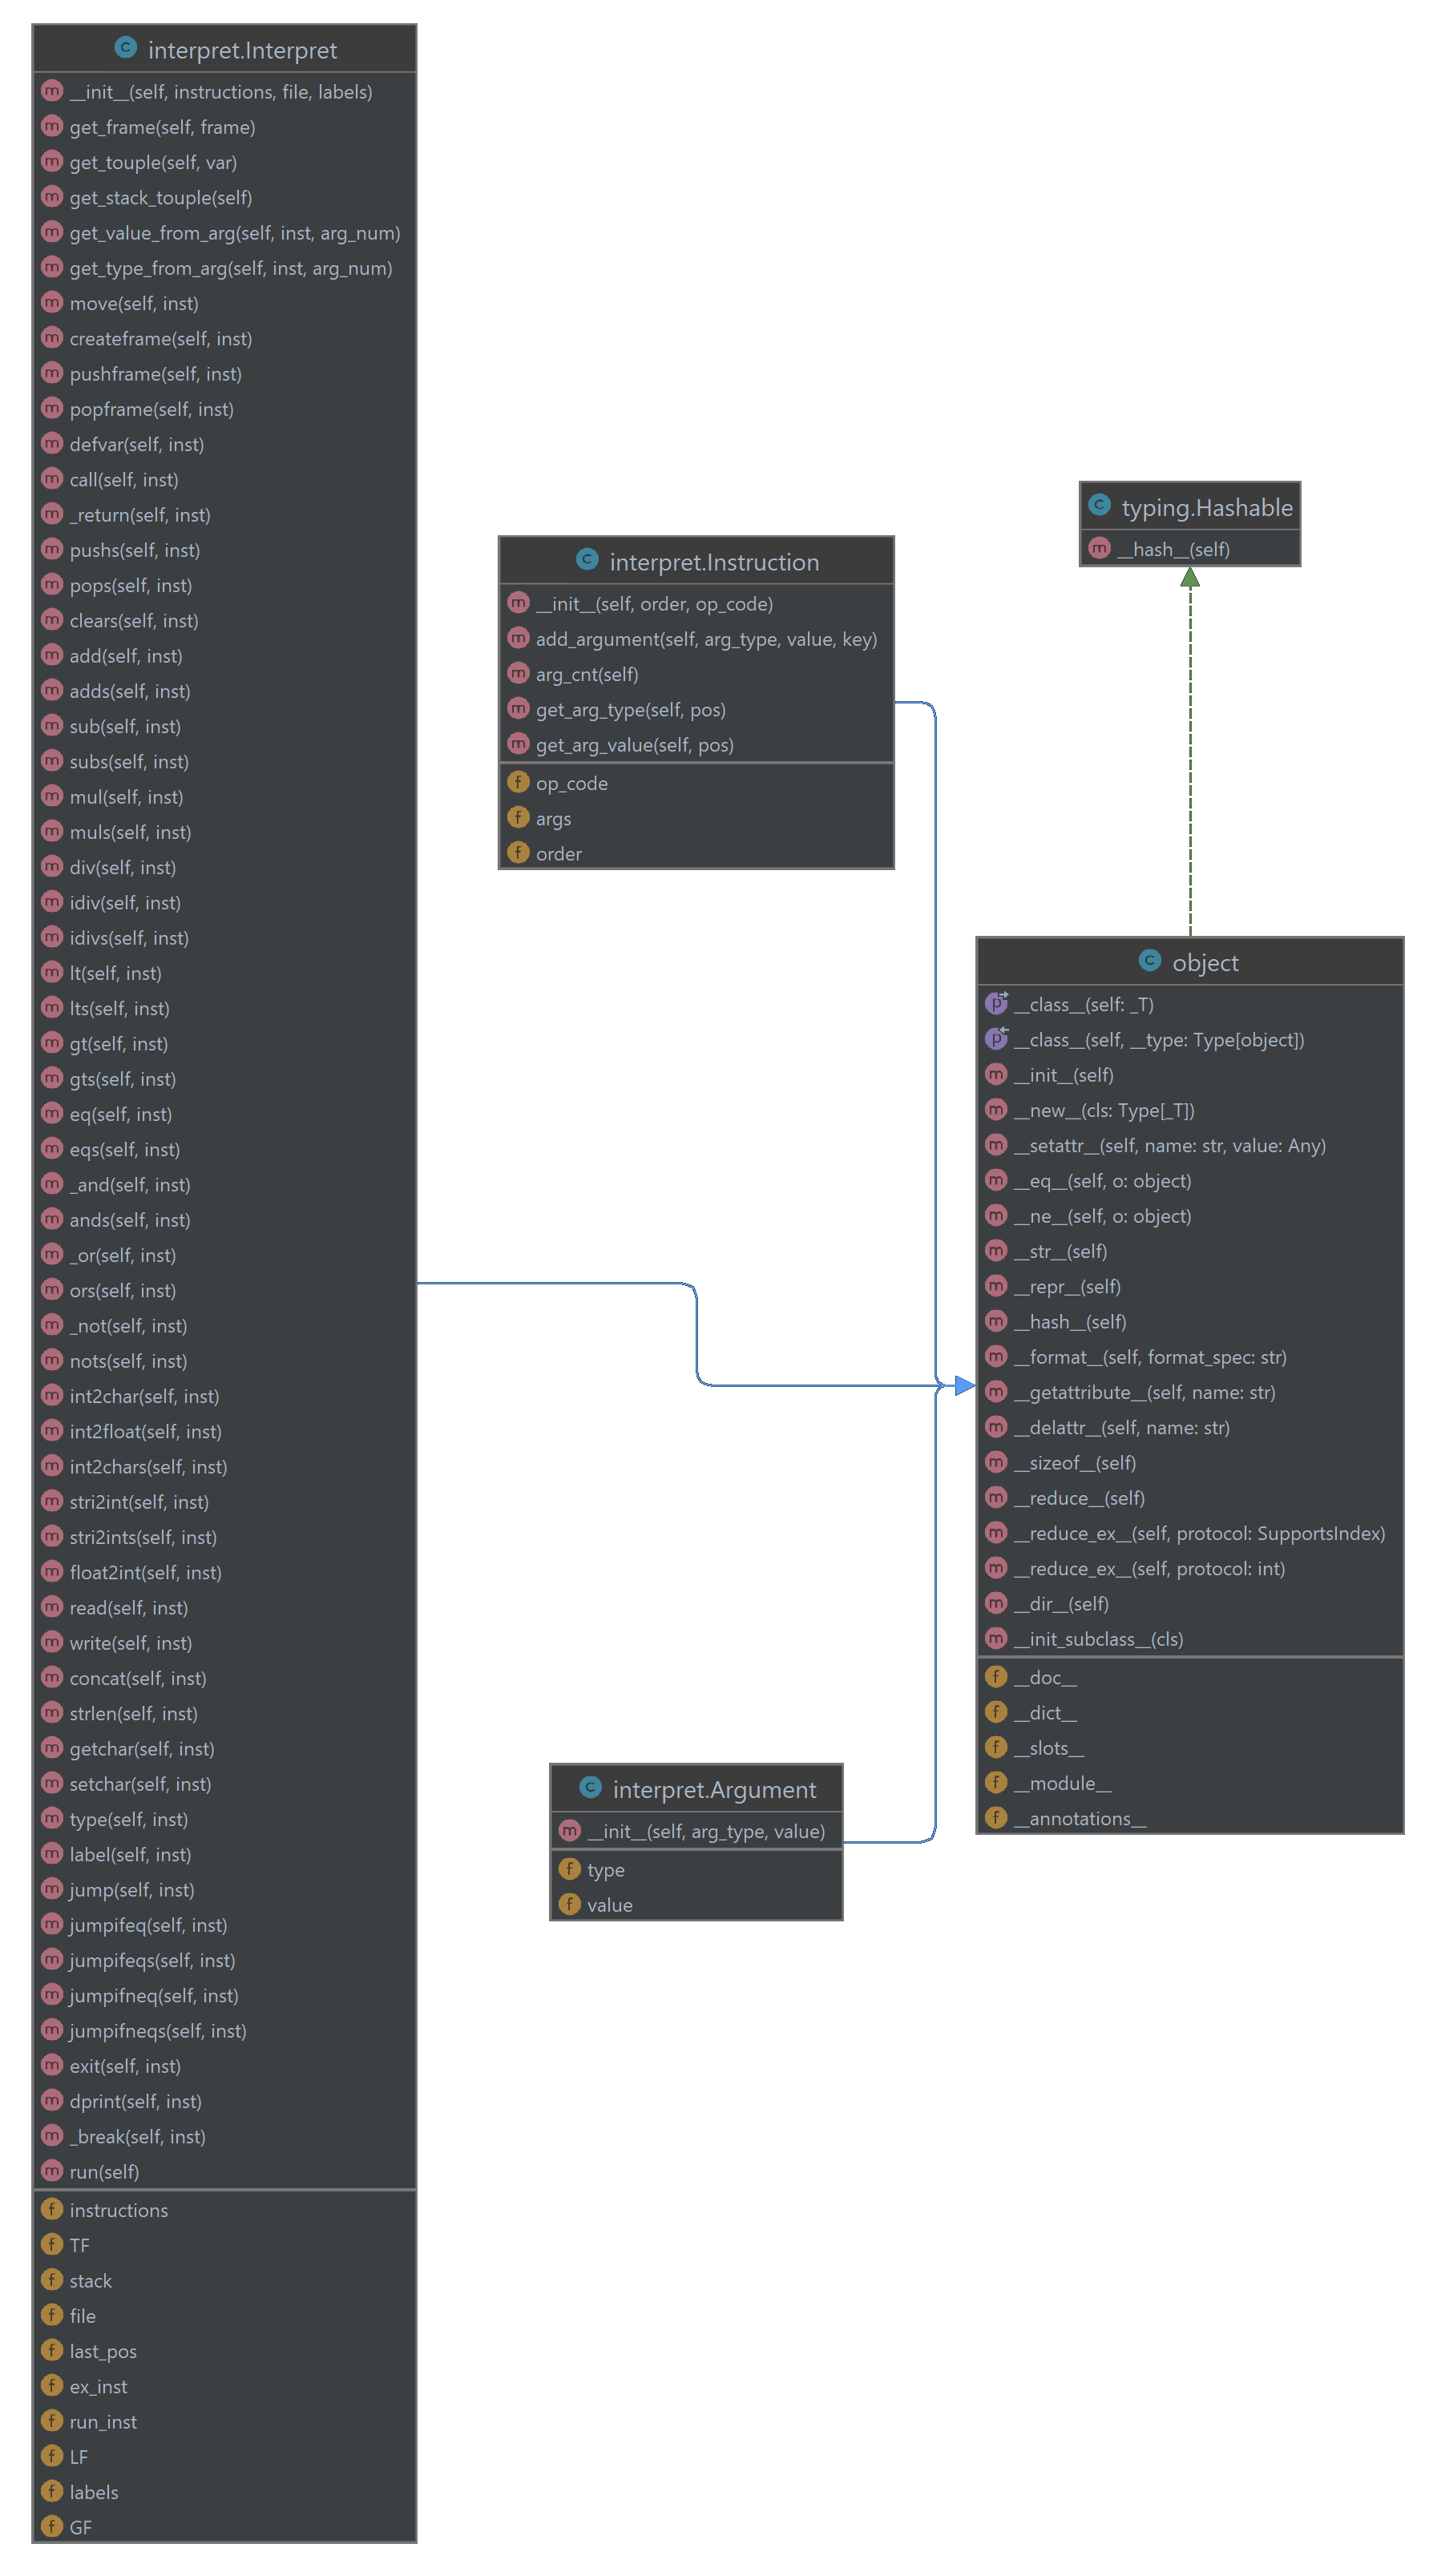 interpret.Interpret
__init__(self, instructions, file, labels)
get_frame(self, frame)
get_touple(self, var)
get_stack_touple(self)
get_value_from_arg(self, inst, arg_num)
get_type_from_arg(self, inst, arg_num)
move(self, inst)
createframe(self, inst)
pushframe(self, inst)
popframe(self, inst)
defvar(self, inst)
call(self, inst)
_return(self, inst)
pushs(self, inst)
pops(self, inst)
clears(self, inst)
add(self, inst)
adds(self, inst)
sub(self, inst)
subs(self, inst)
mul(self, inst)
muls(self, inst)
div(self, inst)
idiv(self, inst)
idivs(self, inst)
lt(self, inst)
lts(self, inst)
gt(self, inst)
gts(self, inst)
eq(self, inst)
eqs(self, inst)
_and(self, inst)
ands(self, inst)
_or(self, inst)
ors(self, inst)
_not(self, inst)
nots(self, inst)
int2char(self, inst)
int2float(self, inst)
int2chars(self, inst)
stri2int(self, inst)
stri2ints(self, inst)
float2int(self, inst)
read(self, inst)
write(self, inst)
concat(self, inst)
strlen(self, inst)
getchar(self, inst)
setchar(self, inst)
type(self, inst)
label(self, inst)
jump(self, inst)
jumpifeq(self, inst)
jumpifeqs(self, inst)
jumpifneq(self, inst)
jumpifneqs(self, inst)
exit(self, inst)
dprint(self, inst)
_break(self, inst)
run(self)
instructions
TF
stack
file
last_pos
ex_inst
run_inst
LF
labels
GF
interpret.Instruction
__init__(self, order, op_code)
add_argument(self, arg_type, value, key)
arg_cnt(self)
get_arg_type(self, pos)
get_arg_value(self, pos)
op_code
args
order
interpret.Argument
__init__(self, arg_type, value)
type
value
typing.Hashable
__hash__(self)
object
__class__(self: _T)
__class__(self, __type: Type[object])
__init__(self)
__new__(cls: Type[_T])
__setattr__(self, name: str, value: Any)
__eq__(self, o: object)
__ne__(self, o: object)
__str__(self)
__repr__(self)
__hash__(self)
__format__(self, format_spec: str)
__getattribute__(self, name: str)
__delattr__(self, name: str)
__sizeof__(self)
__reduce__(self)
__reduce_ex__(self, protocol: SupportsIndex)
__reduce_ex__(self, protocol: int)
__dir__(self)
__init_subclass__(cls)
__doc__
__dict__
__slots__
__module__
__annotations__